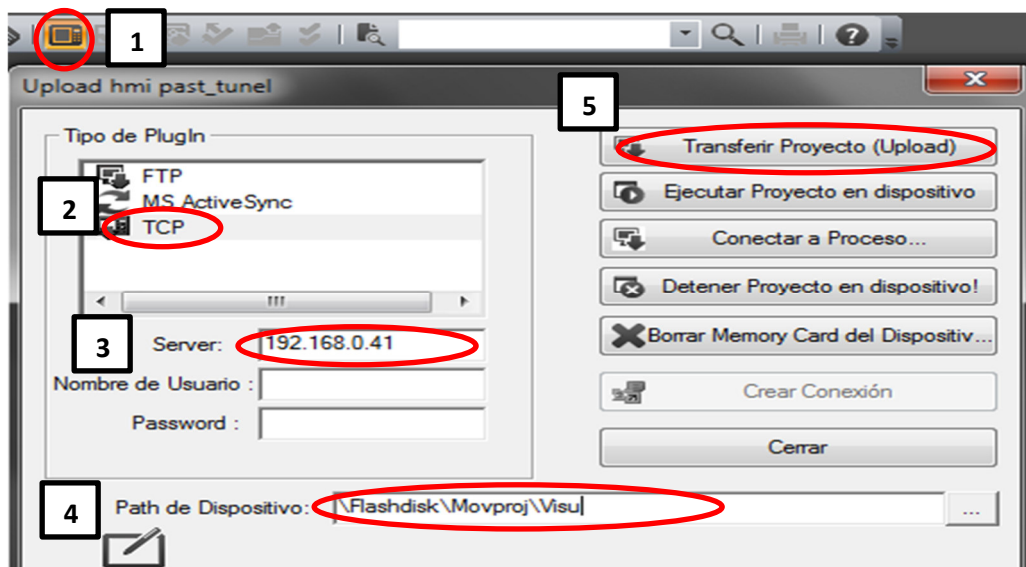 1
Upload hmi past_tunel
5
Tipo de PlugIn
FTP
MS ActiveSync
2
TCP
3
Server: 192.168.0.41
Nombre de Usuario :
Password :
Transferir Proyecto (Upload)
Ejecutar Proyecto en dispositivo
Conectar a Proceso...
Detener Proyecto en dispositivo!
Borrar Memory Card del Dispositiv...
Crear Conexión
Cerrar
4
Path de Dispositivo: \Flashdisk\Movproj\Visu
...